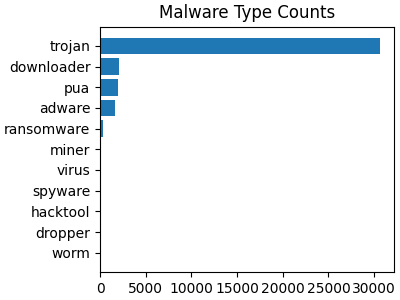 Malware Type Counts
trojan
downloader
pua
adware
ransomware
miner
virus
spyware
hacktool
dropper
worm
0 5000 10000 15000 20000 25000 30000